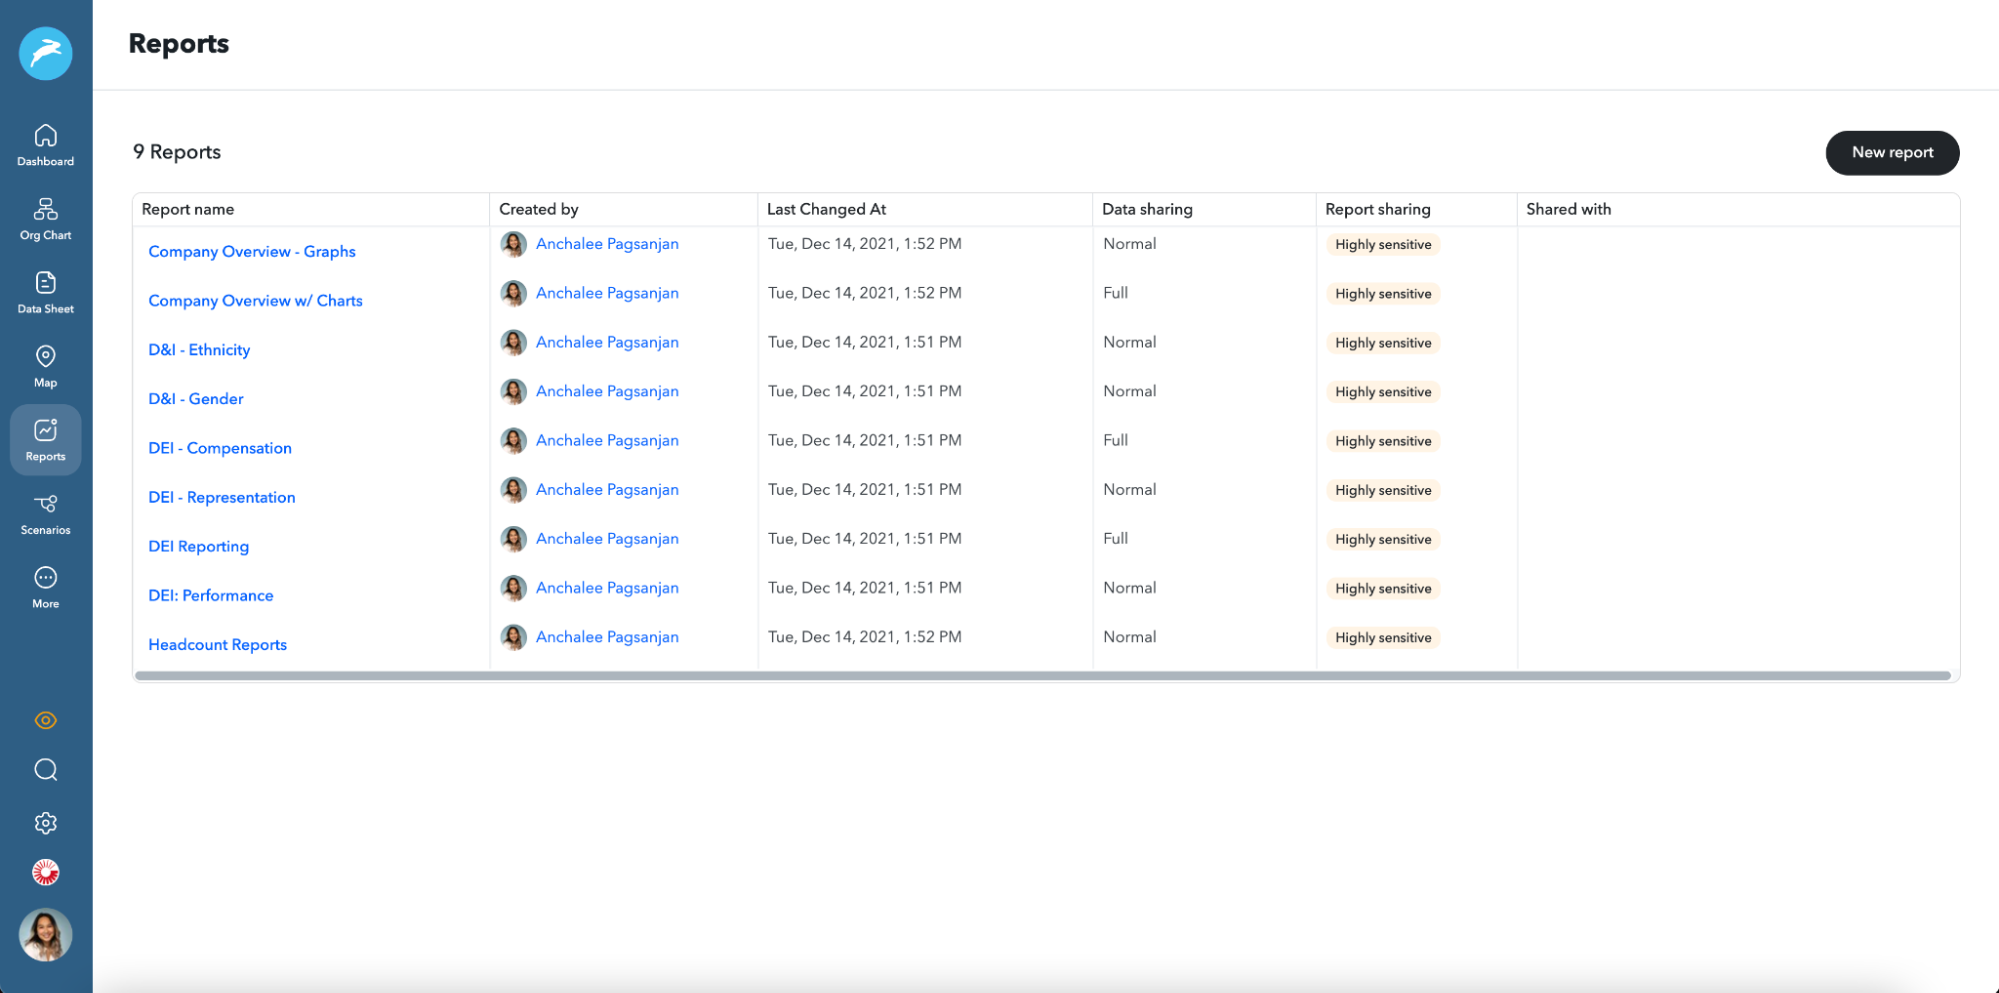 Reports
Dashboard
Org Chart
Data Sheet
Map
Reports
Scenarios
More
9 Reports
New report
Report name Created by Last Changed At Data sharing Report sharing Shared with
Company Overview - Graphs Anchalee Pagsanjan Tue, Dec 14, 2021, 1:52 PM Normal Highly sensitive
Company Overview w/ Charts Anchalee Pagsanjan Tue, Dec 14, 2021, 1:52 PM Full Highly sensitive
D&I - Ethnicity Anchalee Pagsanjan Tue, Dec 14, 2021, 1:51 PM Normal Highly sensitive
D&I - Gender Anchalee Pagsanjan Tue, Dec 14, 2021, 1:51 PM Normal Highly sensitive
DEI - Compensation Anchalee Pagsanjan Tue, Dec 14, 2021, 1:51 PM Full Highly sensitive
DEI - Representation Anchalee Pagsanjan Tue, Dec 14, 2021, 1:51 PM Normal Highly sensitive
DEI Reporting Anchalee Pagsanjan Tue, Dec 14, 2021, 1:51 PM Full Highly sensitive
DEI: Performance Anchalee Pagsanjan Tue, Dec 14, 2021, 1:51 PM Normal Highly sensitive
Headcount Reports Anchalee Pagsanjan Tue, Dec 14, 2021, 1:52 PM Normal Highly sensitive